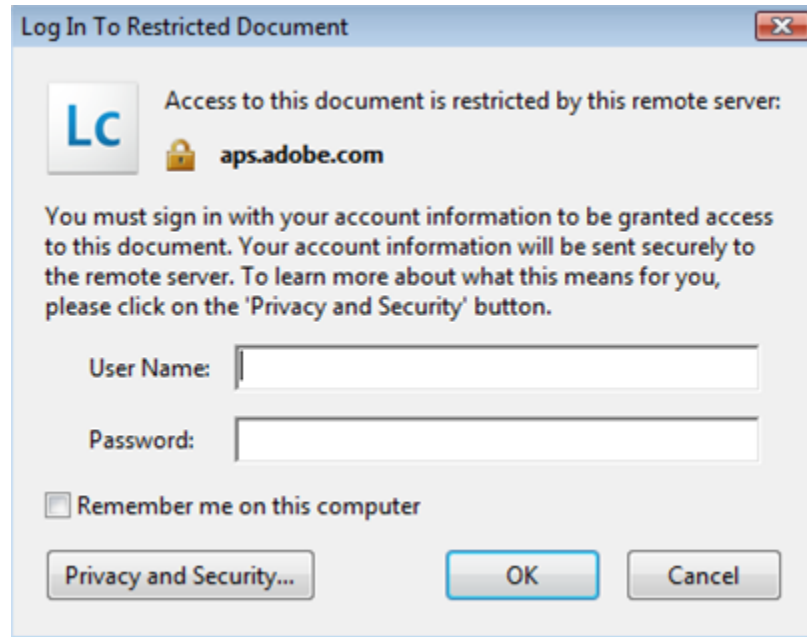 Log In To Restricted Document
Lc
Access to this document is restricted by this remote server:
aps.adobe.com
You must sign in with your account information to be granted access
to this document. Your account information will be sent securely to
the remote server. To learn more about what this means for you,
please click on the 'Privacy and Security' button.
User Name:
Password:
Remember me on this computer
Privacy and Security... OK Cancel